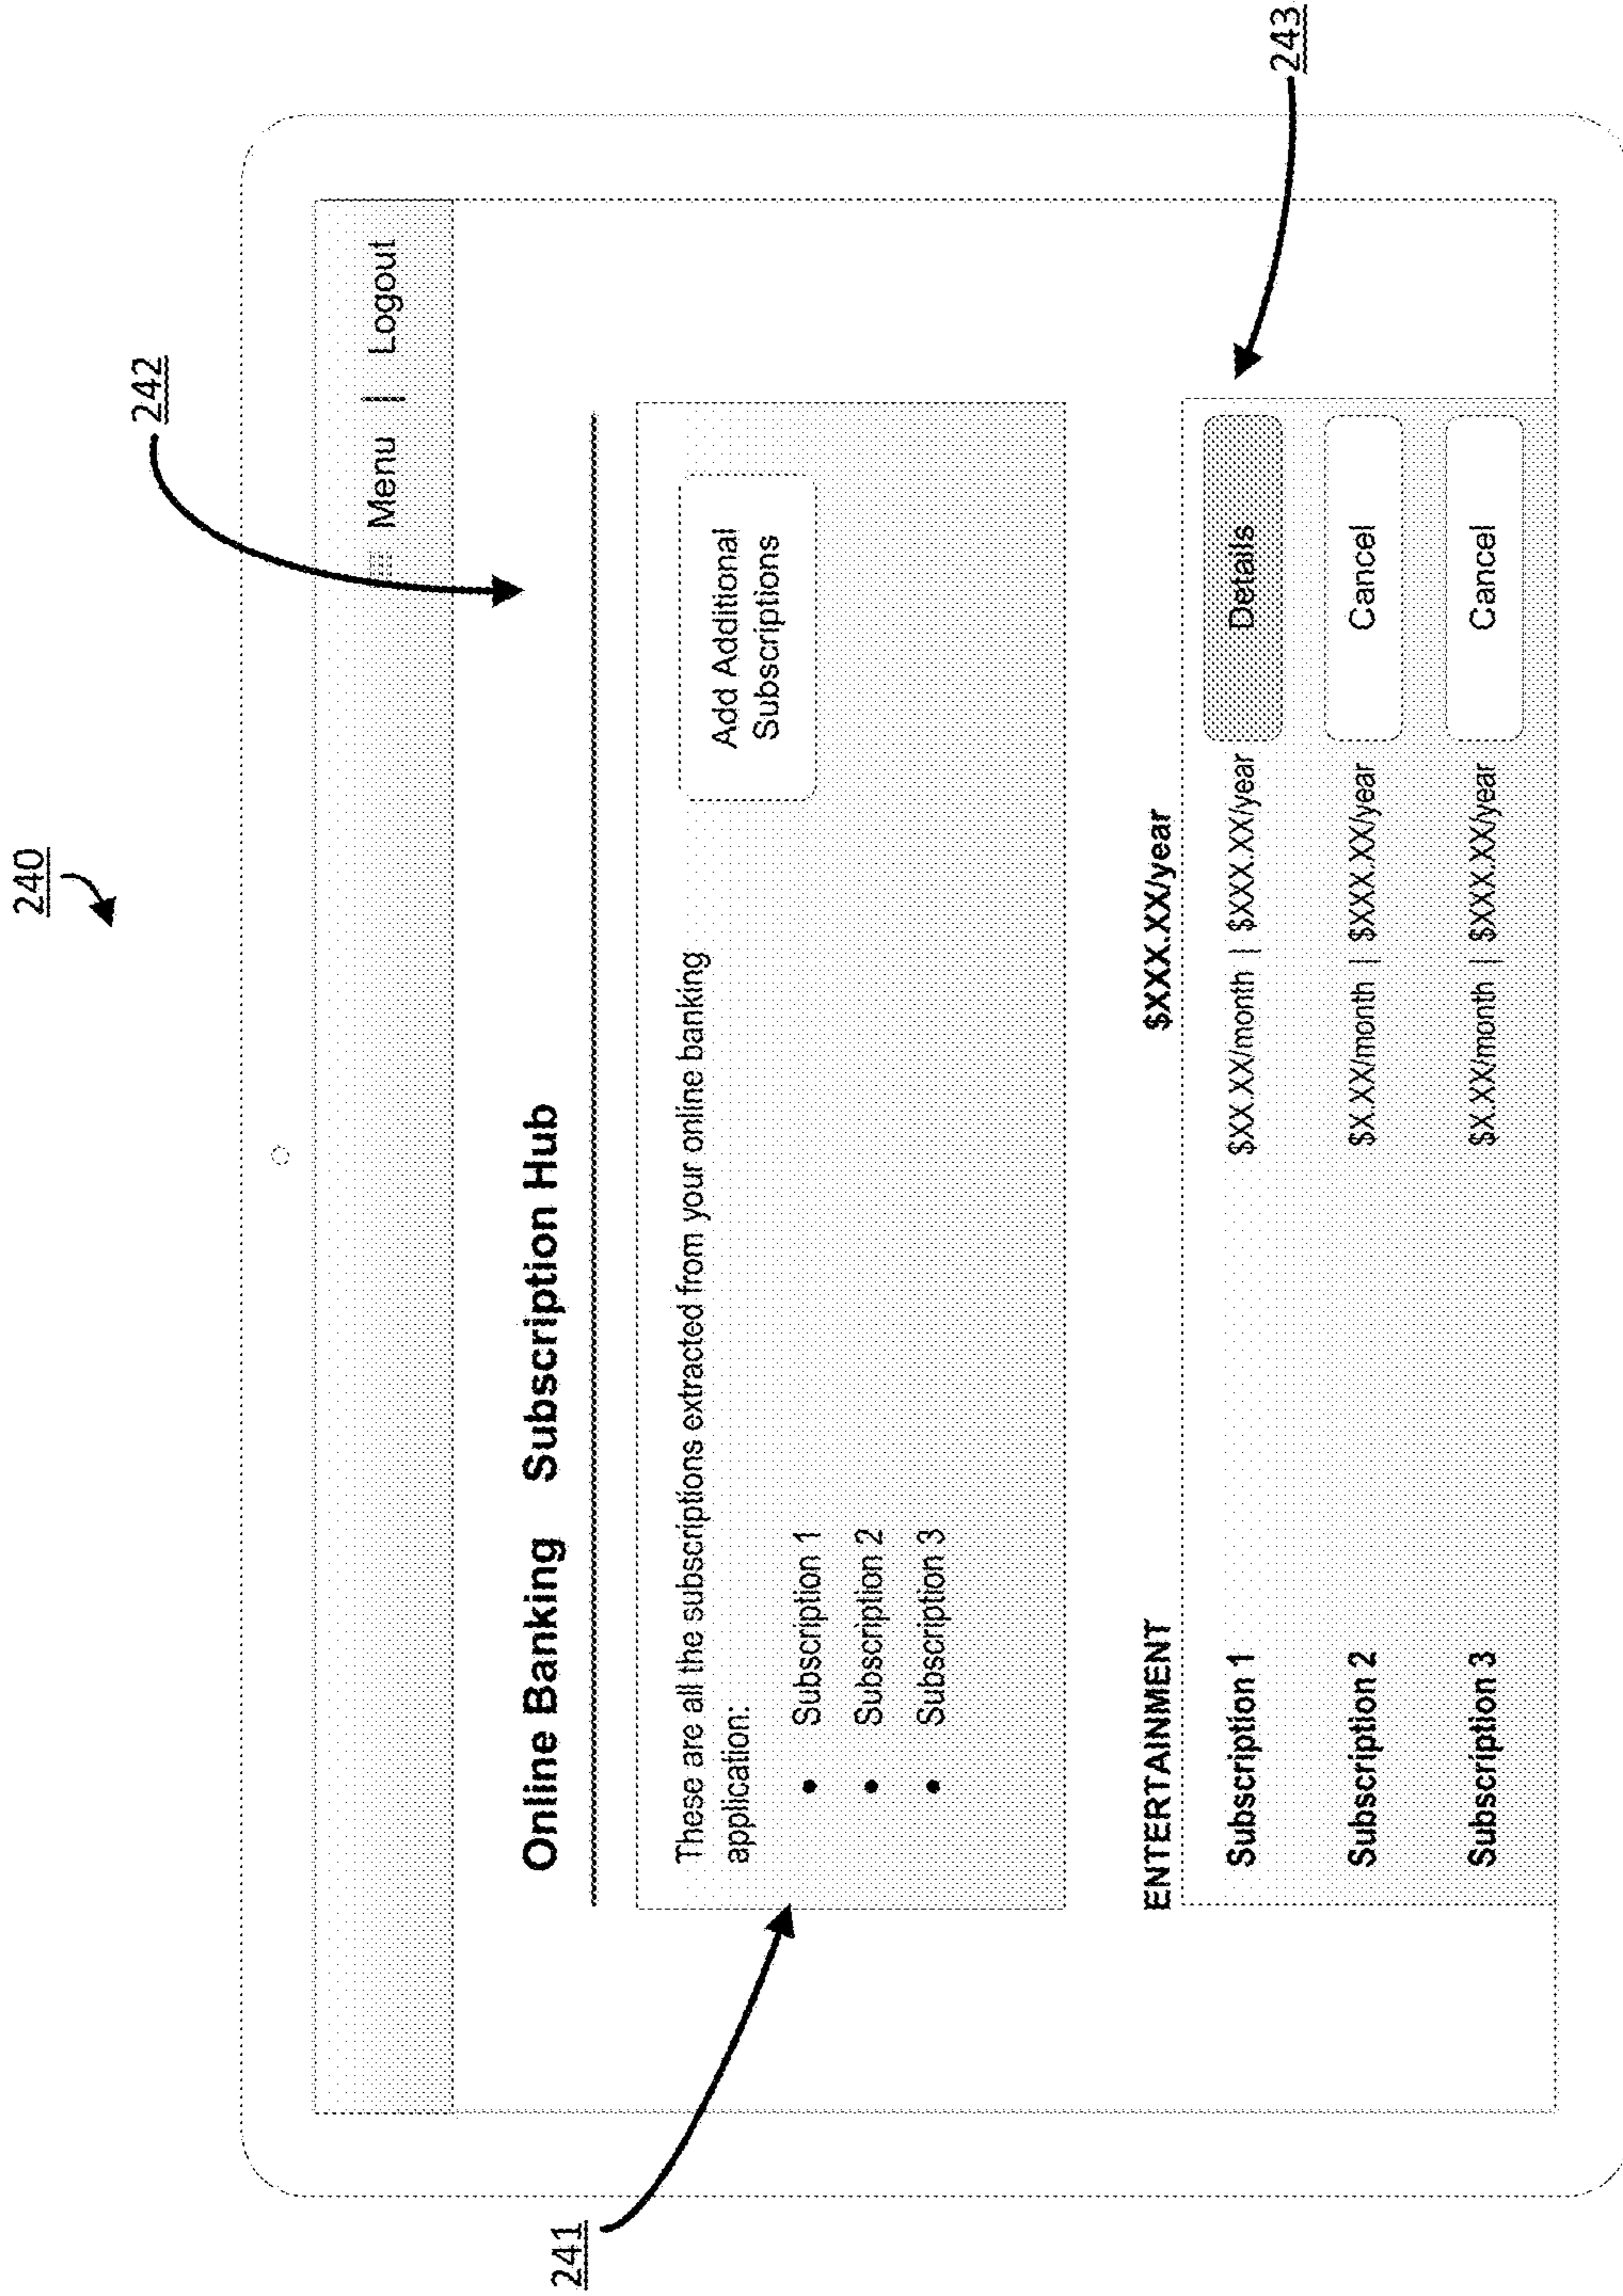 240
242
Menu | Logout
Online Banking Subscription Hub
241
These are all the subscriptions extracted from your online banking
application:
• Subscription 1
• Subscription 2
• Subscription 3
Add Additional
Subscriptions
243
ENTERTAINMENT $XXX.XX/year
Subscription 1 $XX.XX/month | $XXX.XX/year Details
Subscription 2 $X.XX/month | $XXX.XX/year Cancel
Subscription 3 $X.XX/month | $XXX.XX/year Cancel